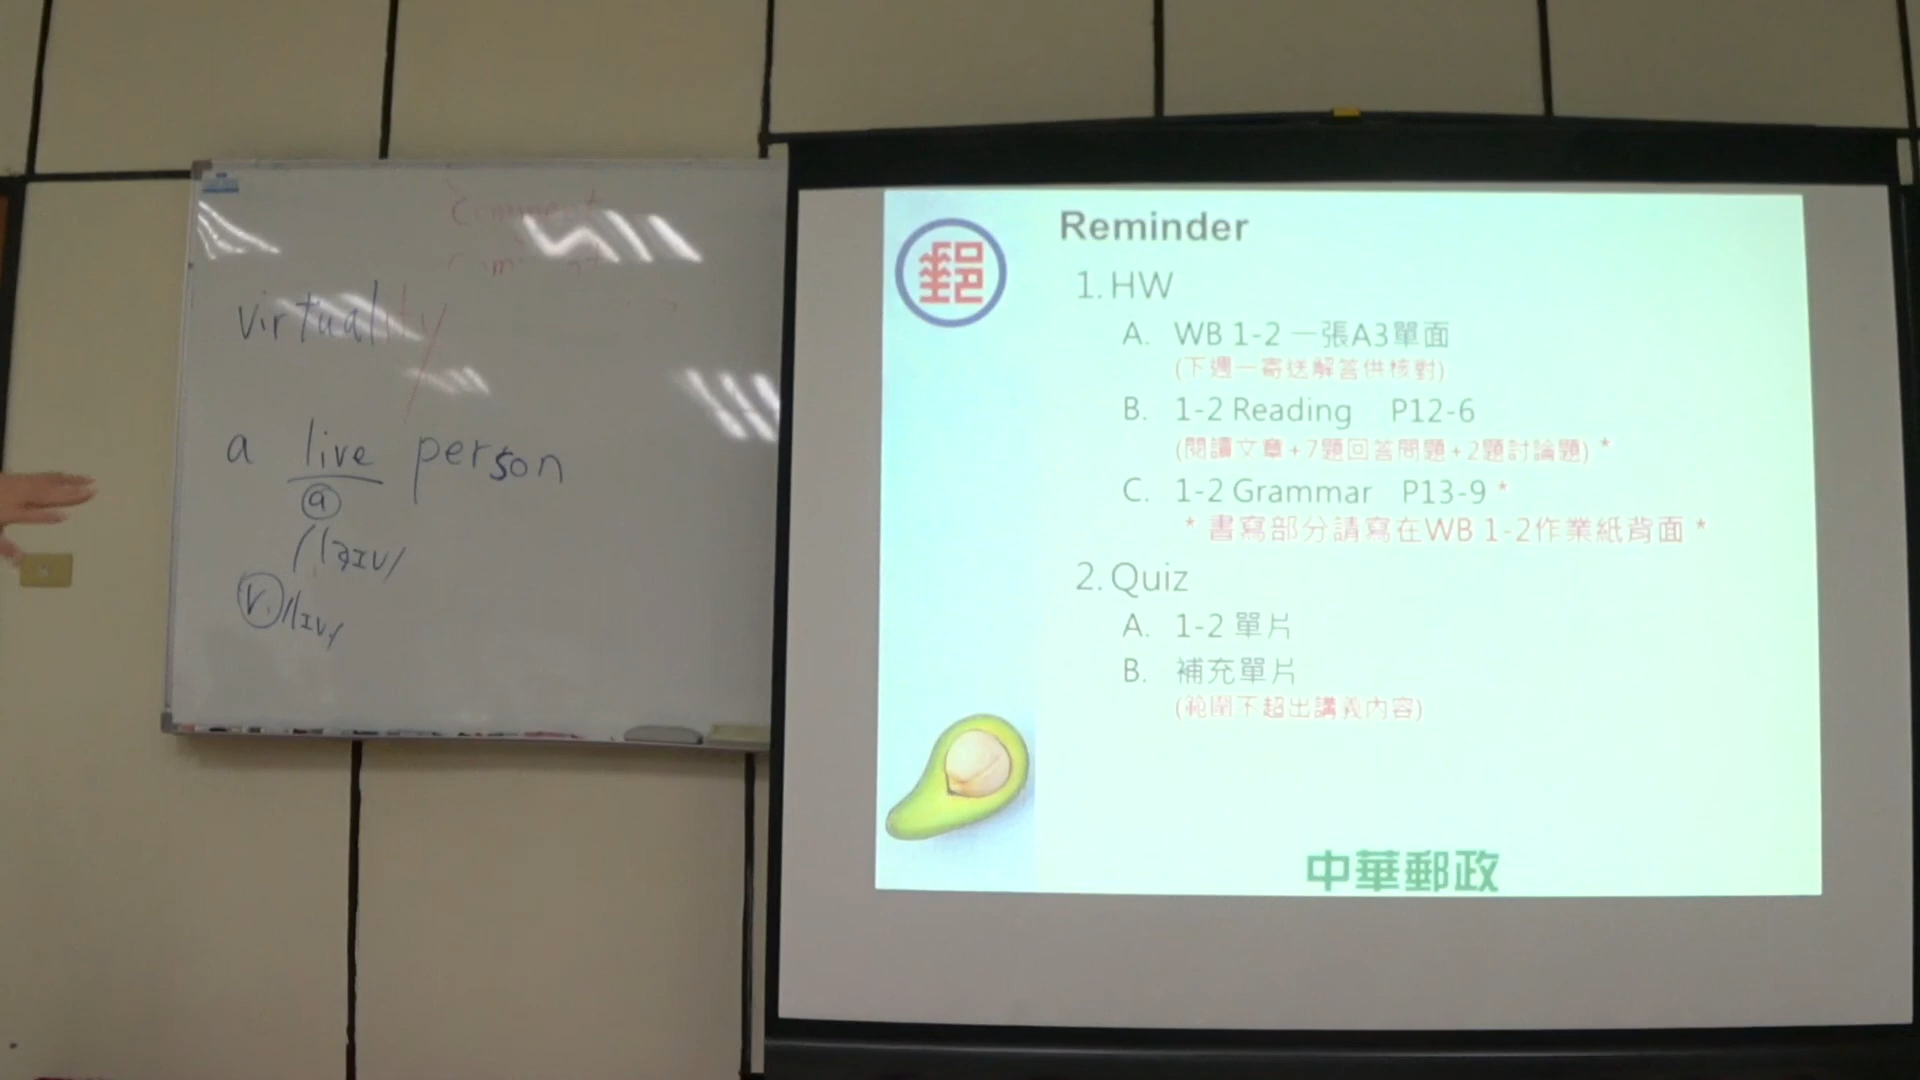 Comment
virtuality
a live person
a
/laɪv/
v. /lɪv/
郵
Reminder
1. HW
A. WB 1-2 一張A3單面
(下週一寄送解答供核對)
B. 1-2 Reading P12-6
(閱讀文章+7題回答問題+2題討論題) *
C. 1-2 Grammar P13-9 *
* 書寫部分請寫在WB 1-2作業紙背面 *
2. Quiz
A. 1-2 單片
B. 補充單片
(範圍不超出講義內容)
中華郵政